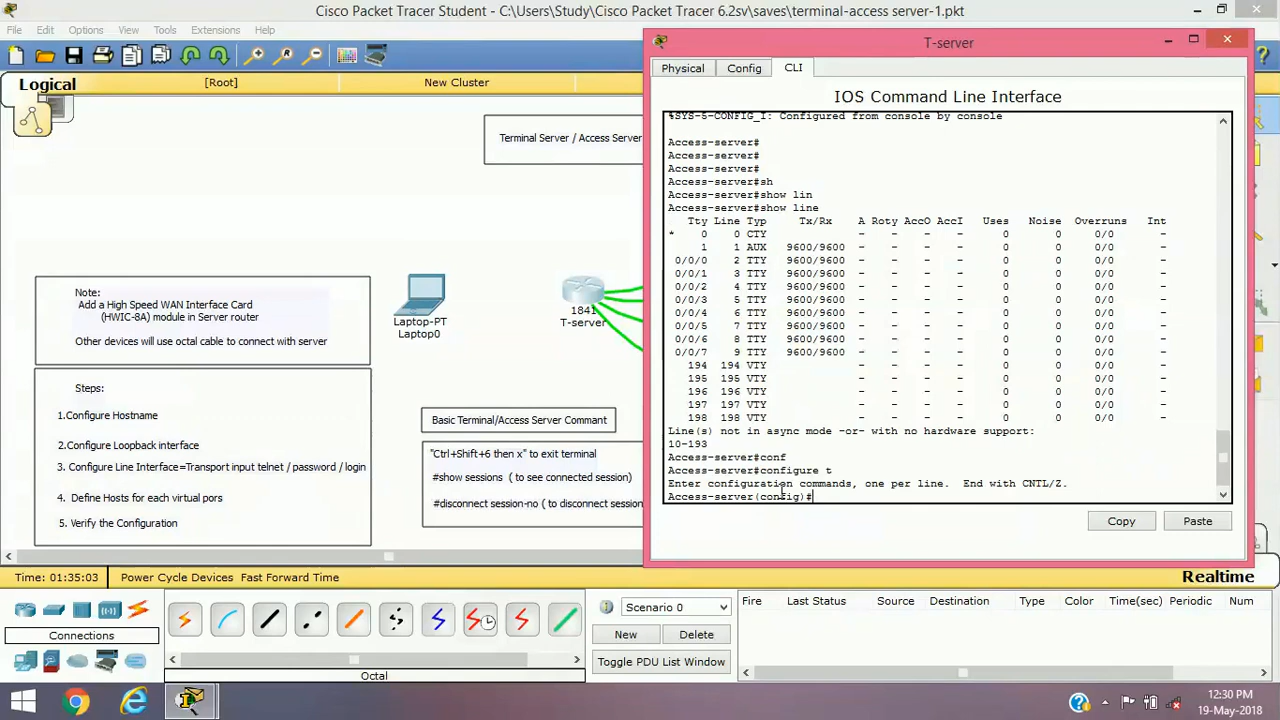 Cisco Packet Tracer Student - C:\Users\Study\Cisco Packet Tracer 6.2sv\saves\terminal-access server-1.pkt
File Edit Options View Tools Extensions Help
Logical
[Root]
New Cluster
Terminal Server / Access Server
Note:
Add a High Speed WAN Interface Card
(HWIC-8A) module in Server router
Other devices will use octal cable to connect with server
Laptop-PT
Laptop0
1841
T-server
Steps:
1.Configure Hostname
2.Configure Loopback interface
3. Configure Line Interface=Transport input telnet / password / login
4. Define Hosts for each virtual pors
5. Verify the Configuration
Basic Terminal/Access Server Commant
"Ctrl+Shift+6 then x" to exit terminal
#show sessions ( to see connected session)
#disconnect session-no ( to disconnect session
T-server
Physical Config CLI
IOS Command Line Interface
%SYS-5-CONFIG_I: Configured from console by console
Access-server#
Access-server#
Access-server#
Access-server#sh
Access-server#show lin
Access-server#show line
Tty Line Typ Tx/Rx A Roty AccO AccI Uses Noise Overruns Int
* 0 0 CTY - - - - 0 0 0/0 -
1 1 AUX 9600/9600 - - - - 0 0 0/0 -
0/0/0 2 TTY 9600/9600 - - - - 0 0 0/0 -
0/0/1 3 TTY 9600/9600 - - - - 0 0 0/0 -
0/0/2 4 TTY 9600/9600 - - - - 0 0 0/0 -
0/0/3 5 TTY 9600/9600 - - - - 0 0 0/0 -
0/0/4 6 TTY 9600/9600 - - - - 0 0 0/0 -
0/0/5 7 TTY 9600/9600 - - - - 0 0 0/0 -
0/0/6 8 TTY 9600/9600 - - - - 0 0 0/0 -
0/0/7 9 TTY 9600/9600 - - - - 0 0 0/0 -
194 194 VTY - - - - 0 0 0/0 -
195 195 VTY - - - - 0 0 0/0 -
196 196 VTY - - - - 0 0 0/0 -
197 197 VTY - - - - 0 0 0/0 -
198 198 VTY - - - - 0 0 0/0 -
Line(s) not in async mode -or- with no hardware support:
10-193
Access-server#conf
Access-server#configure t
Enter configuration commands, one per line. End with CNTL/Z.
Access-server(config)#
Copy Paste
Time: 01:35:03 Power Cycle Devices Fast Forward Time
Realtime
Connections
Octal
Scenario 0
New Delete
Toggle PDU List Window
Fire Last Status Source Destination Type Color Time(sec) Periodic Num
12:30 PM
19-May-2018